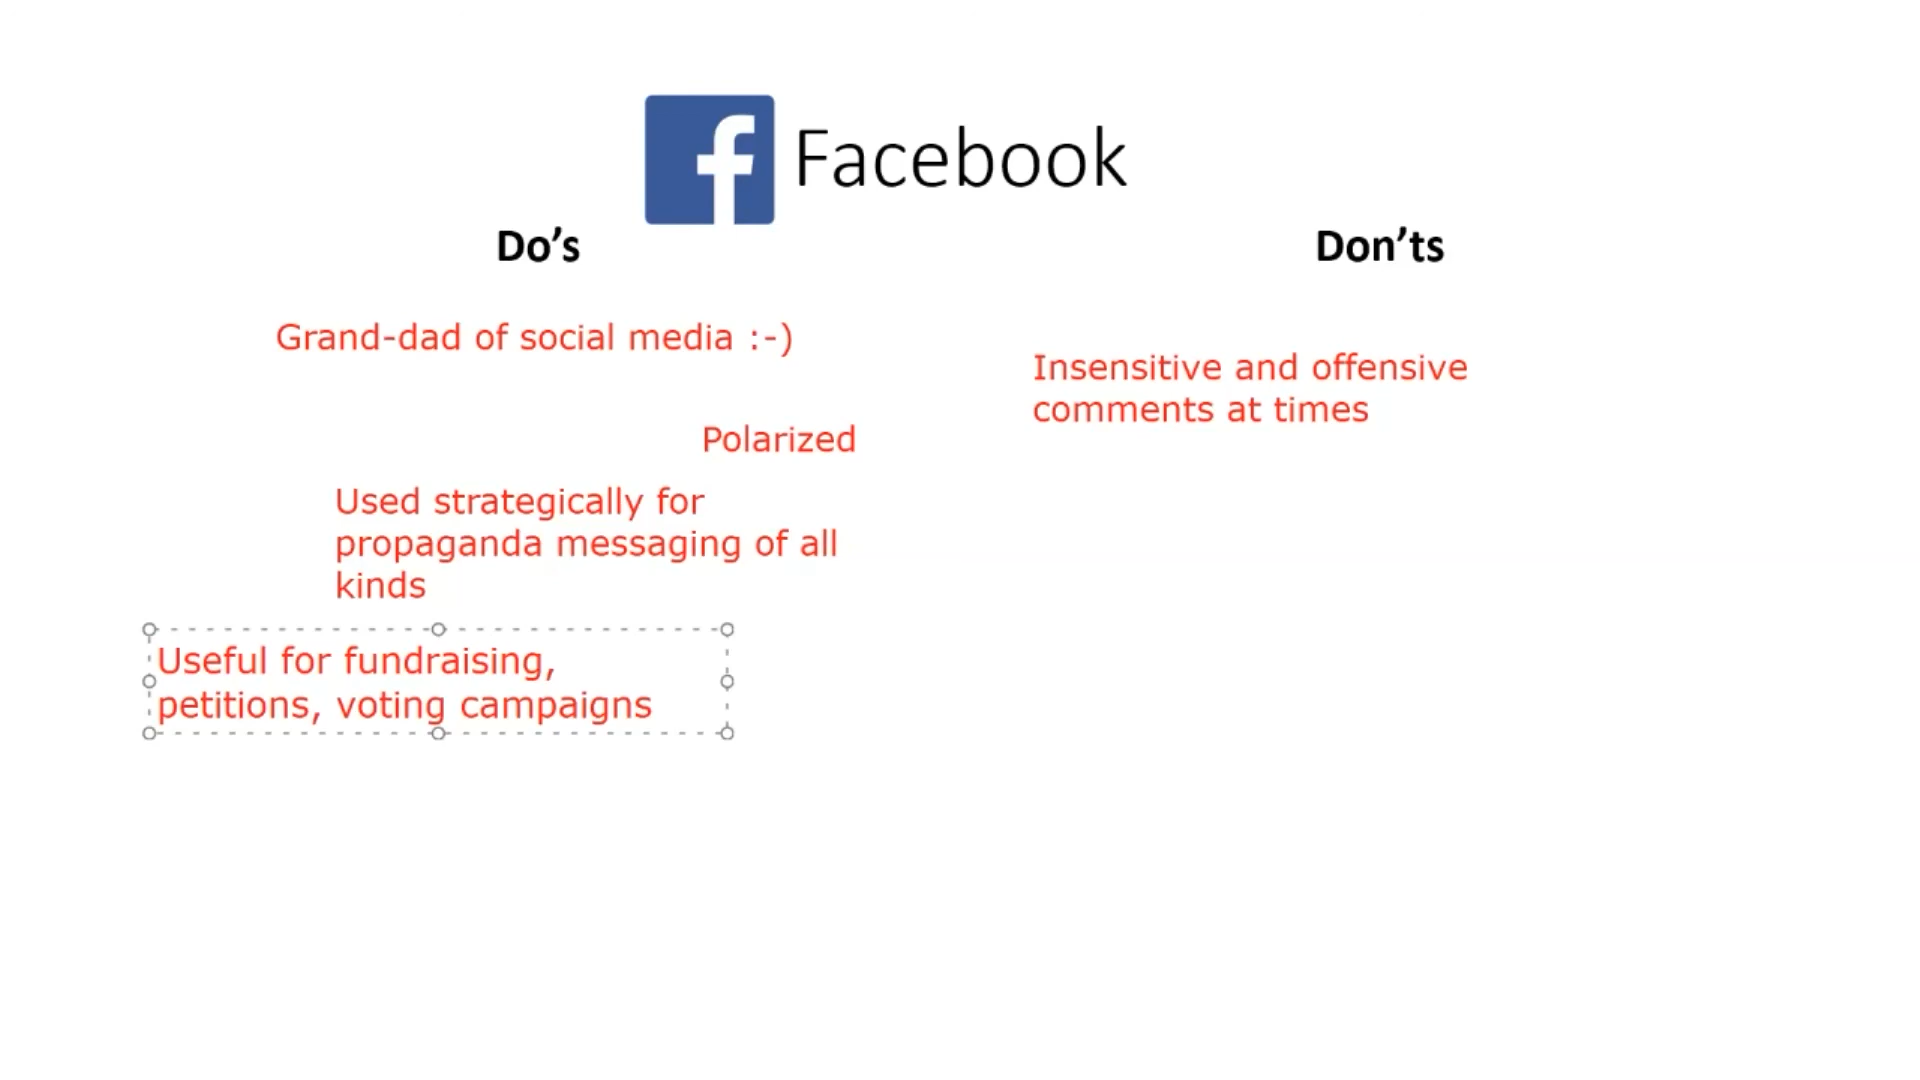 Facebook
Do’s
Don’ts
Grand-dad of social media :-)
Insensitive and offensive
comments at times
Polarized
Used strategically for
propaganda messaging of all
kinds
Useful for fundraising,
petitions, voting campaigns